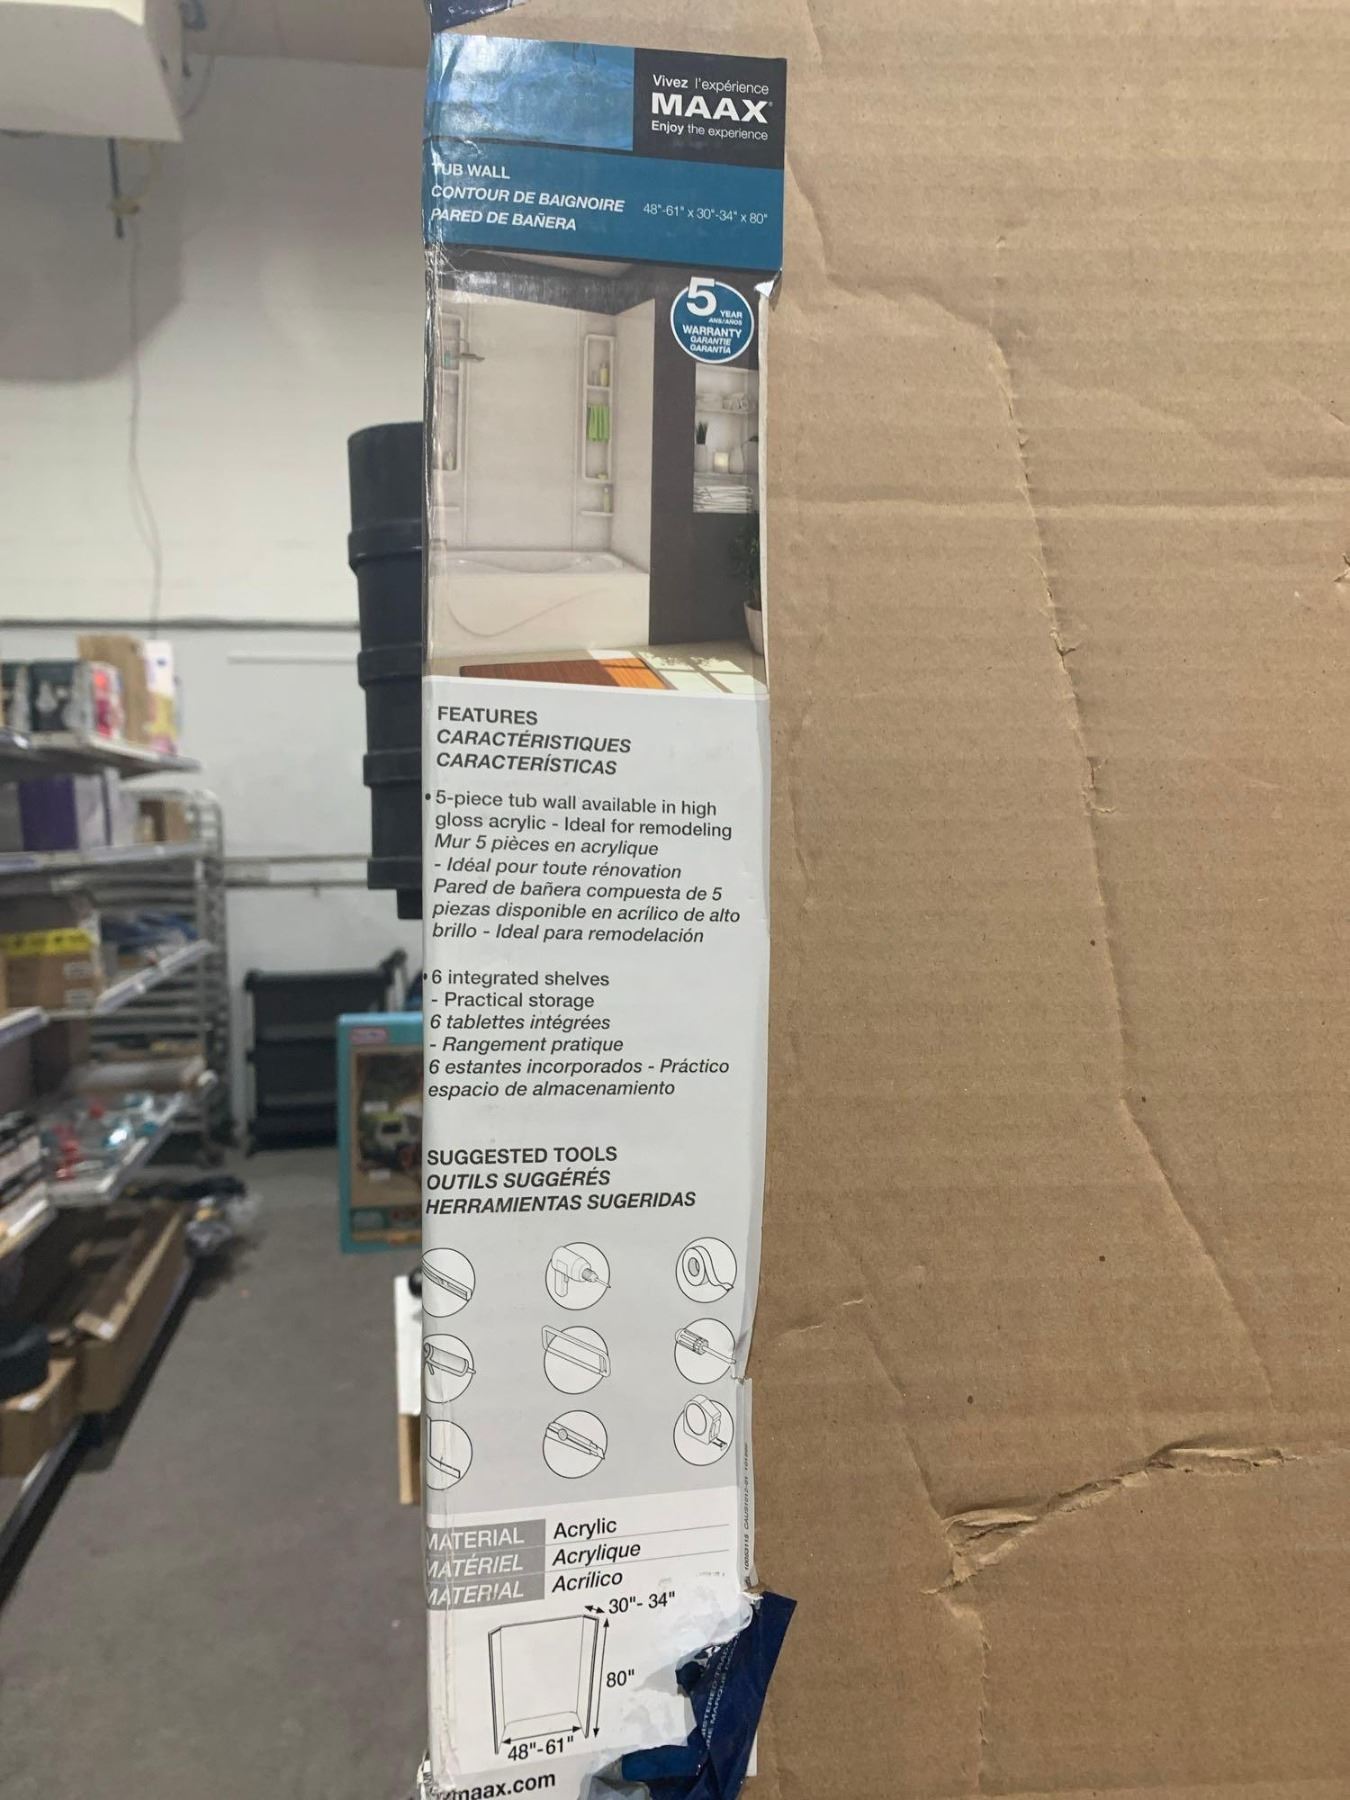 Vivez l'expérience
MAAX®
Enjoy the experience
TUB WALL
CONTOUR DE BAIGNOIRE
PARED DE BAÑERA
48"-61" x 30"-34" x 80"
5
YEAR
ANS/AÑOS
WARRANTY
GARANTIE
GARANTÍA
FEATURES
CARACTÉRISTIQUES
CARACTERÍSTICAS
• 5-piece tub wall available in high
gloss acrylic - Ideal for remodeling
Mur 5 pièces en acrylique
- Idéal pour toute rénovation
Pared de bañera compuesta de 5
piezas disponible en acrílico de alto
brillo - Ideal para remodelación
• 6 integrated shelves
- Practical storage
6 tablettes intégrées
- Rangement pratique
6 estantes incorporados - Práctico
espacio de almacenamiento
SUGGESTED TOOLS
OUTILS SUGGÉRÉS
HERRAMIENTAS SUGERIDAS
MATERIAL Acrylic
MATÉRIEL Acrylique
MATERIAL Acrílico
30"- 34"
80"
48"-61"
maax.com